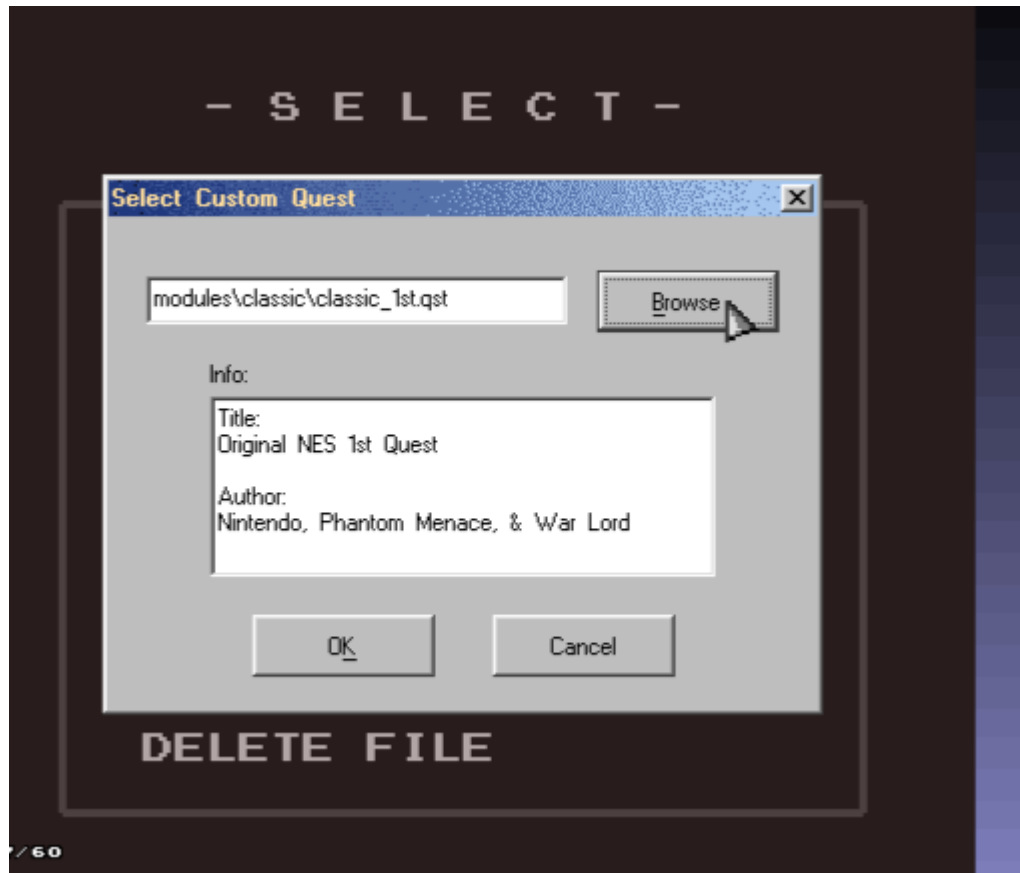 - S E L E C T -
Select Custom Quest
modules\classic\classic_1st.qst
Browse
Info:
Title:
Original NES 1st Quest
Author:
Nintendo, Phantom Menace, & War Lord
OK
Cancel
DELETE FILE
/60